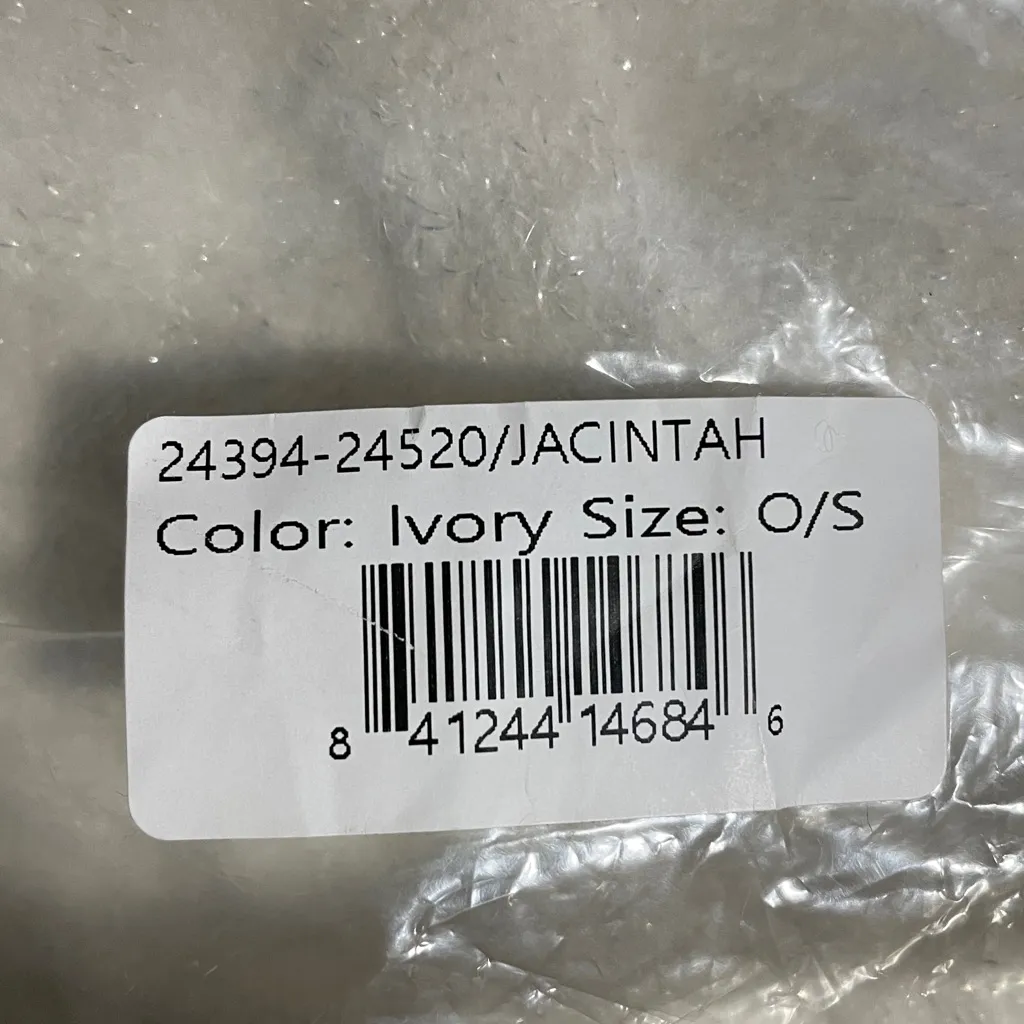 24394-24520/JACINTAH
Color: Ivory Size: O/S
8 41244 14684 6